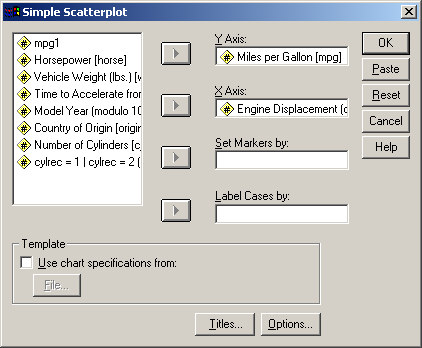 Simple Scatterplot
mpg1
Horsepower [horse]
Vehicle Weight (lbs.) [w
Time to Accelerate from
Model Year (modulo 10
Country of Origin [origin
Number of Cylinders [c
cylrec = 1 | cylrec = 2 (
Y Axis:
Miles per Gallon [mpg]
X Axis:
Engine Displacement (c
Set Markers by:
Label Cases by:
OK
Paste
Reset
Cancel
Help
Template
Use chart specifications from:
File...
Titles...
Options...